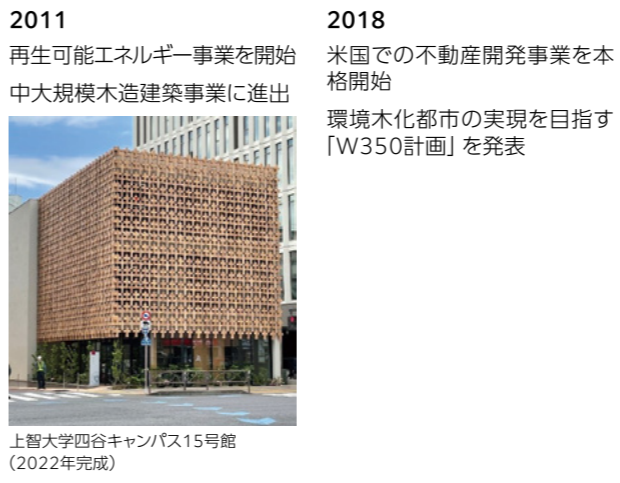 2011
再生可能エネルギー事業を開始
中大規模木造建築事業に進出
上智大学四谷キャンパス15号館
（2022年完成）
2018
米国での不動産開発事業を本
格開始
環境木化都市の実現を目指す
「W350計画」を発表